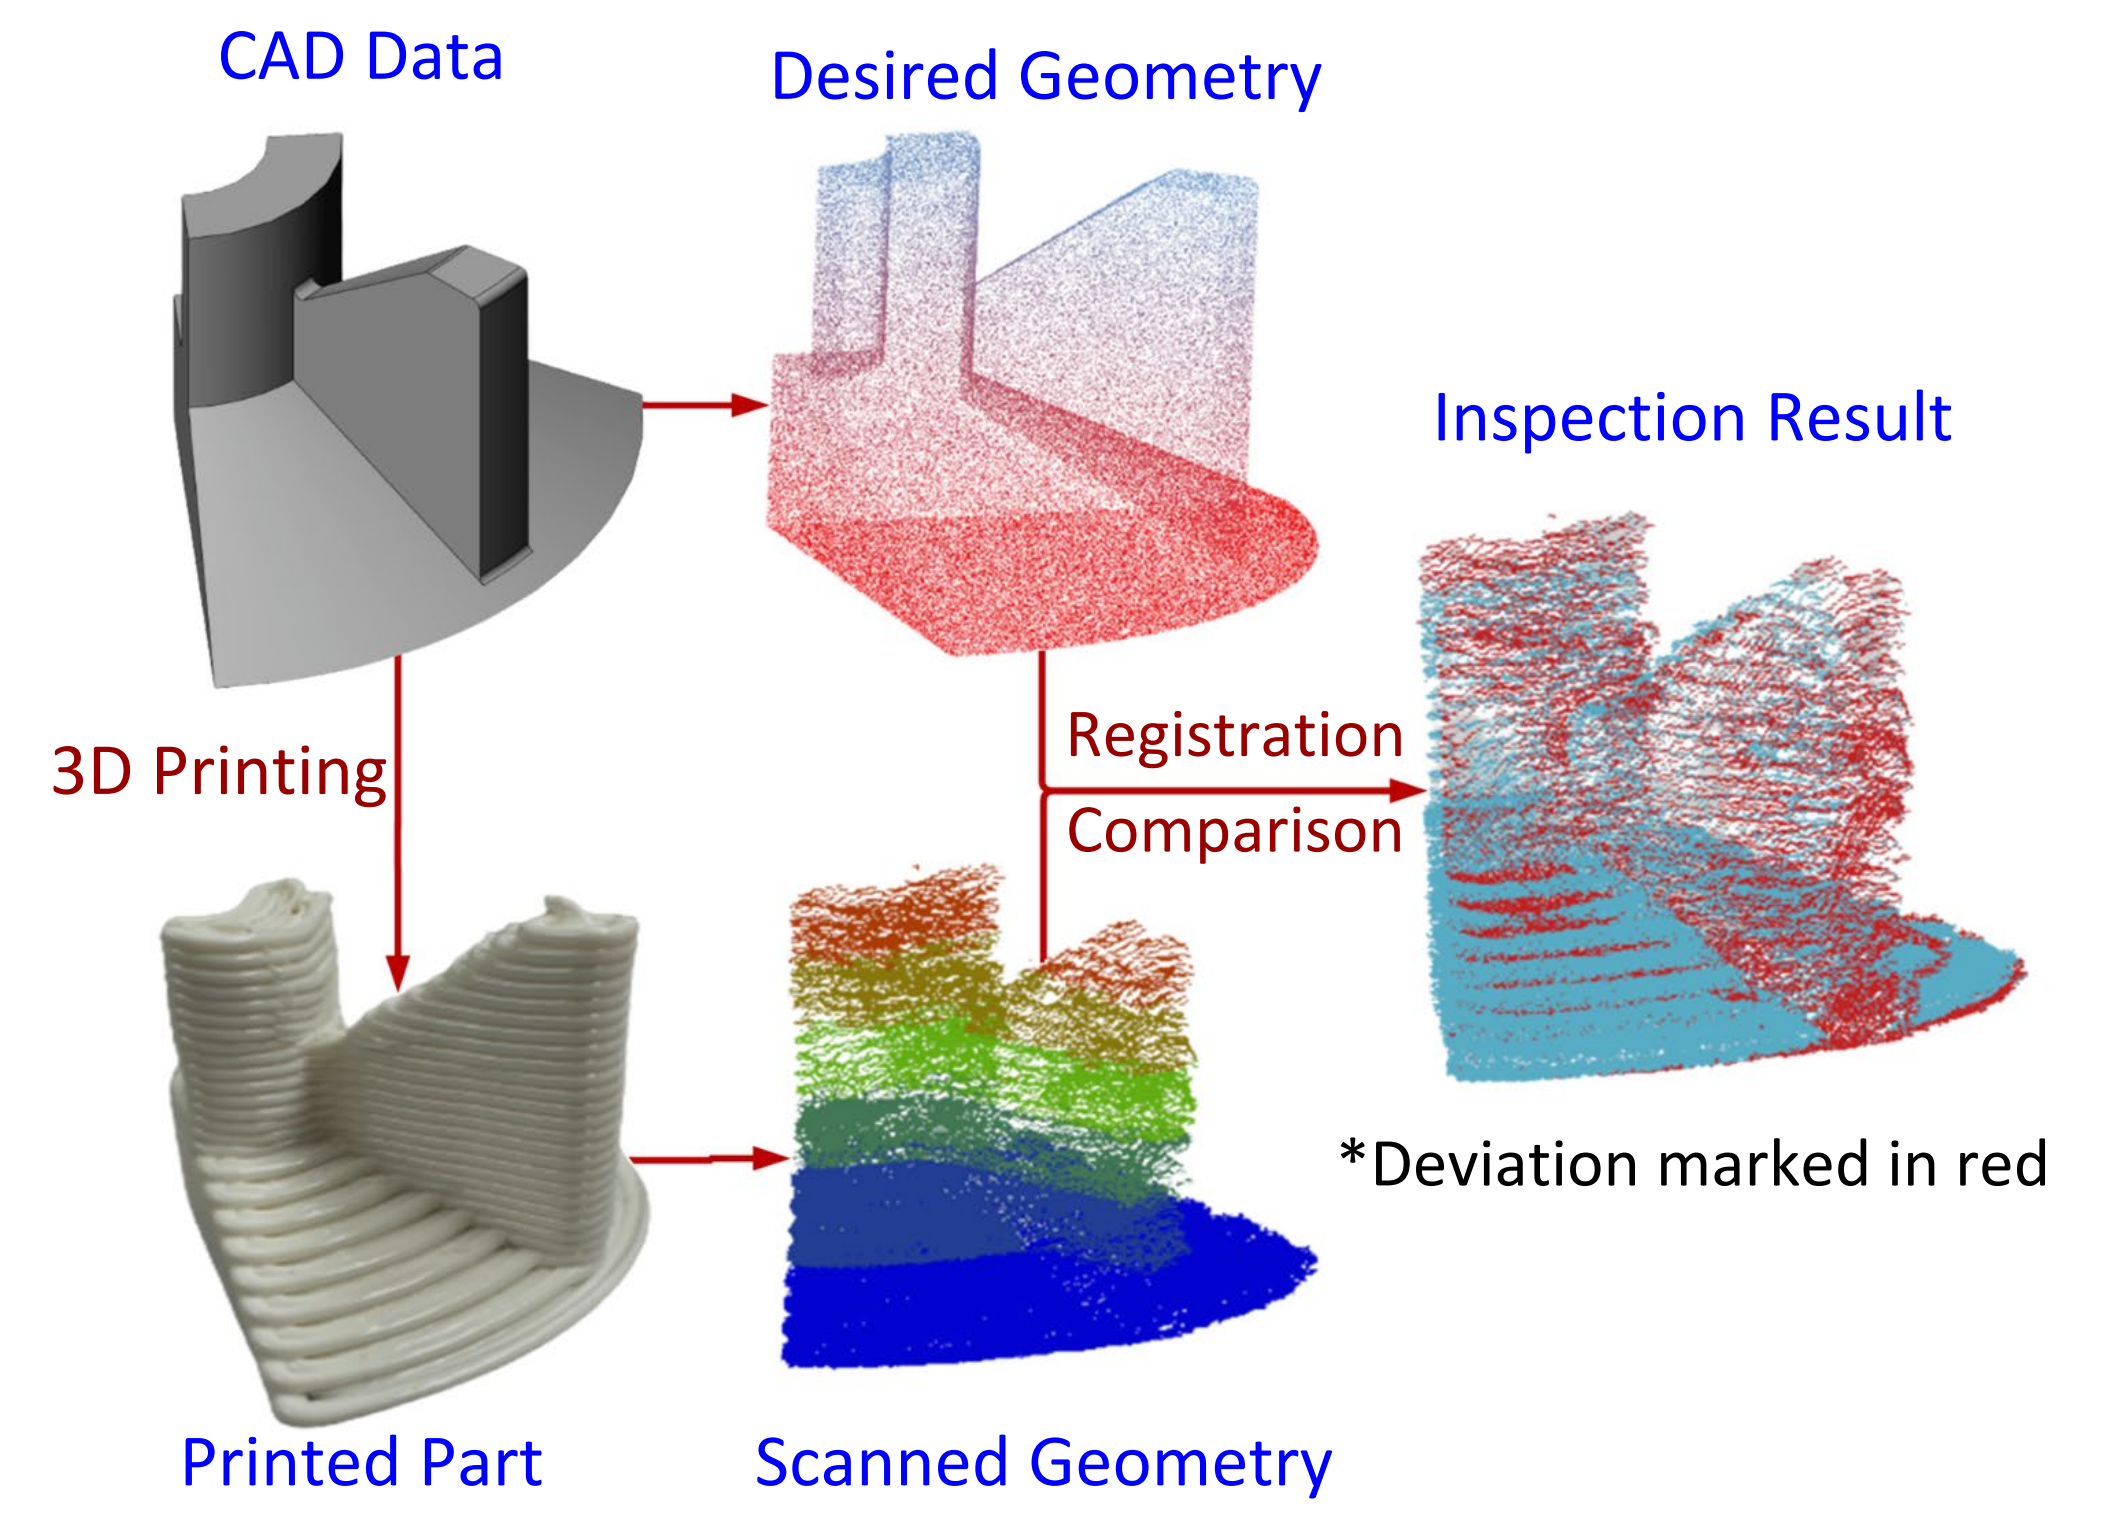 CAD Data
Desired Geometry
Inspection Result
3D Printing
Registration
Comparison
*Deviation marked in red
Printed Part
Scanned Geometry